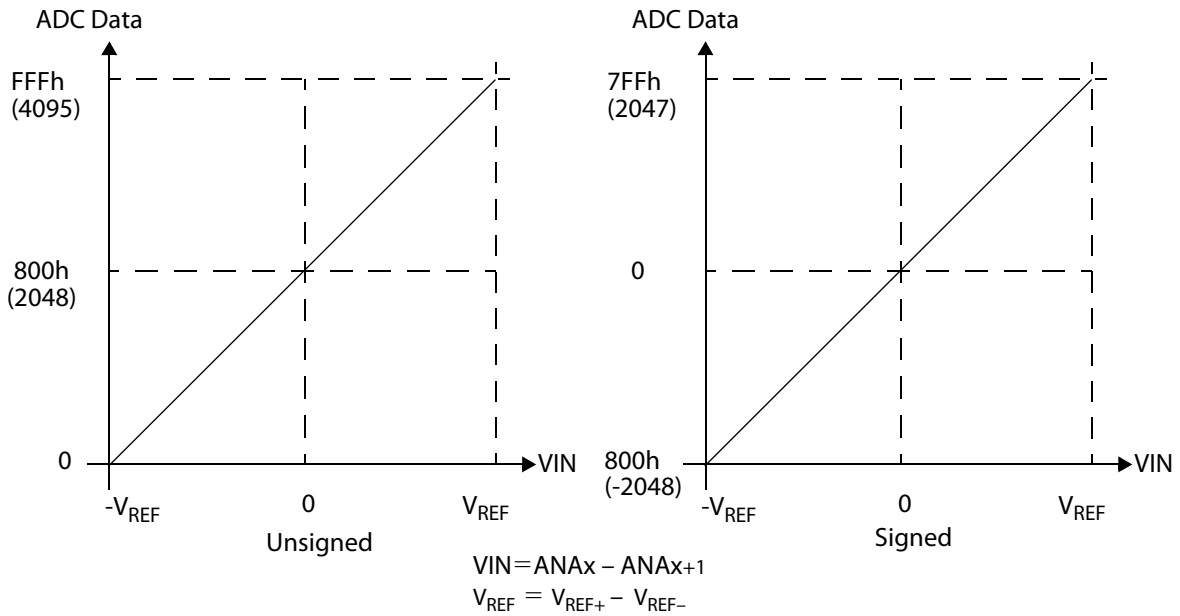 ADC Data
FFFh
(4095)
800h
(2048)
0
VIN
-VREF
0
VREF
Unsigned
ADC Data
7FFh
(2047)
0
800h
(-2048)
VIN
-VREF
0
VREF
Signed
VIN=ANAx – ANAx+1
VREF = VREF+ – VREF–